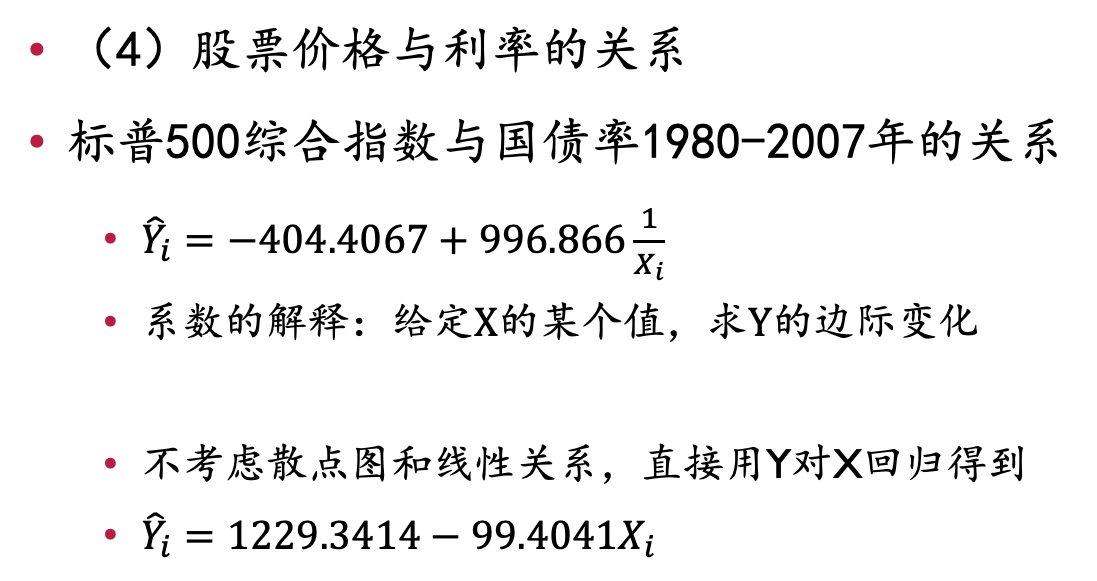 • （4）股票价格与利率的关系
• 标普500综合指数与国债率1980-2007年的关系
• Ŷᵢ = −404.4067 + 996.866 1/Xᵢ
• 系数的解释：给定X的某个值，求Y的边际变化
• 不考虑散点图和线性关系，直接用Y对X回归得到
• Ŷᵢ = 1229.3414 − 99.4041Xᵢ